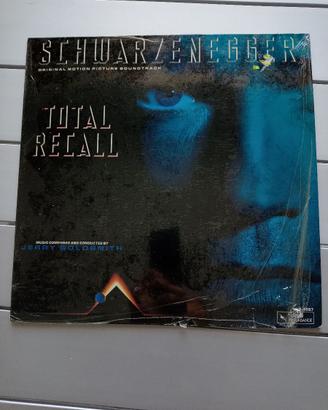 SCHWARZENEGGER
ORIGINAL MOTION PICTURE SOUNDTRACK
TOTAL
RECALL
MUSIC COMPOSED AND CONDUCTED BY
JERRY GOLDSMITH